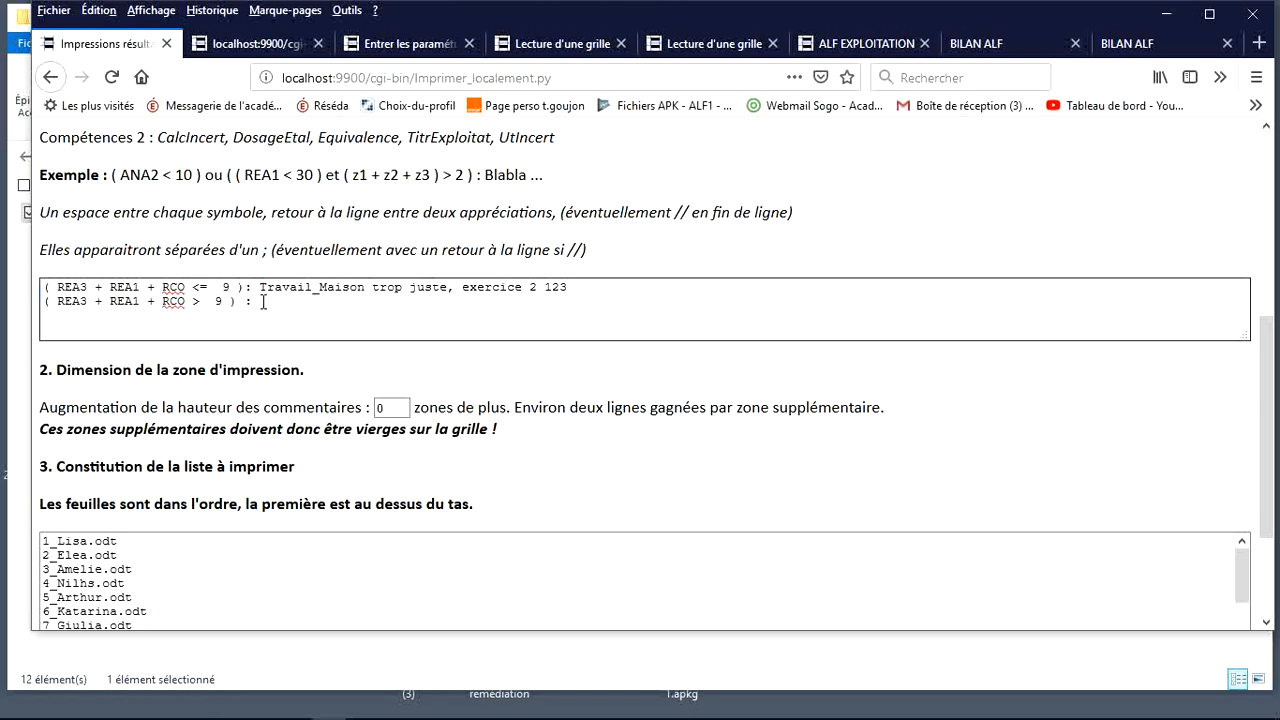 Fichier Édition Affichage Historique Marque-pages Outils ?
Impressions résulta
localhost:9900/cgi-
Entrer les paramét
Lecture d'une grille
Lecture d'une grille
ALF EXPLOITATION
BILAN ALF
BILAN ALF
localhost:9900/cgi-bin/Imprimer_localement.py
Rechercher
Les plus visités
Messagerie de l'acadé...
Réséda
Choix-du-profil
Page perso t.goujon
Fichiers APK - ALF1 - ...
Webmail Sogo - Acad...
Boîte de réception (3) ...
Tableau de bord - You...
Compétences 2 : CalcIncert, DosageEtal, Equivalence, TitrExploitat, UtIncert
Exemple : ( ANA2 < 10 ) ou ( ( REA1 < 30 ) et ( z1 + z2 + z3 ) > 2 ) : Blabla ...
Un espace entre chaque symbole, retour à la ligne entre deux appréciations, (éventuellement // en fin de ligne)
Elles apparaitront séparées d'un ; (éventuellement avec un retour à la ligne si //)
( REA3 + REA1 + RCO <=  9 ): Travail_Maison trop juste, exercice 2 123
( REA3 + REA1 + RCO >  9 ) :
2. Dimension de la zone d'impression.
Augmentation de la hauteur des commentaires : 0 zones de plus. Environ deux lignes gagnées par zone supplémentaire.
Ces zones supplémentaires doivent donc être vierges sur la grille !
3. Constitution de la liste à imprimer
Les feuilles sont dans l'ordre, la première est au dessus du tas.
1_Lisa.odt
2_Elea.odt
3_Amelie.odt
4_Nilhs.odt
5_Arthur.odt
6_Katarina.odt
7_Giulia.odt
12 élément(s) 1 élément sélectionné
(3) remediation 1.apkg